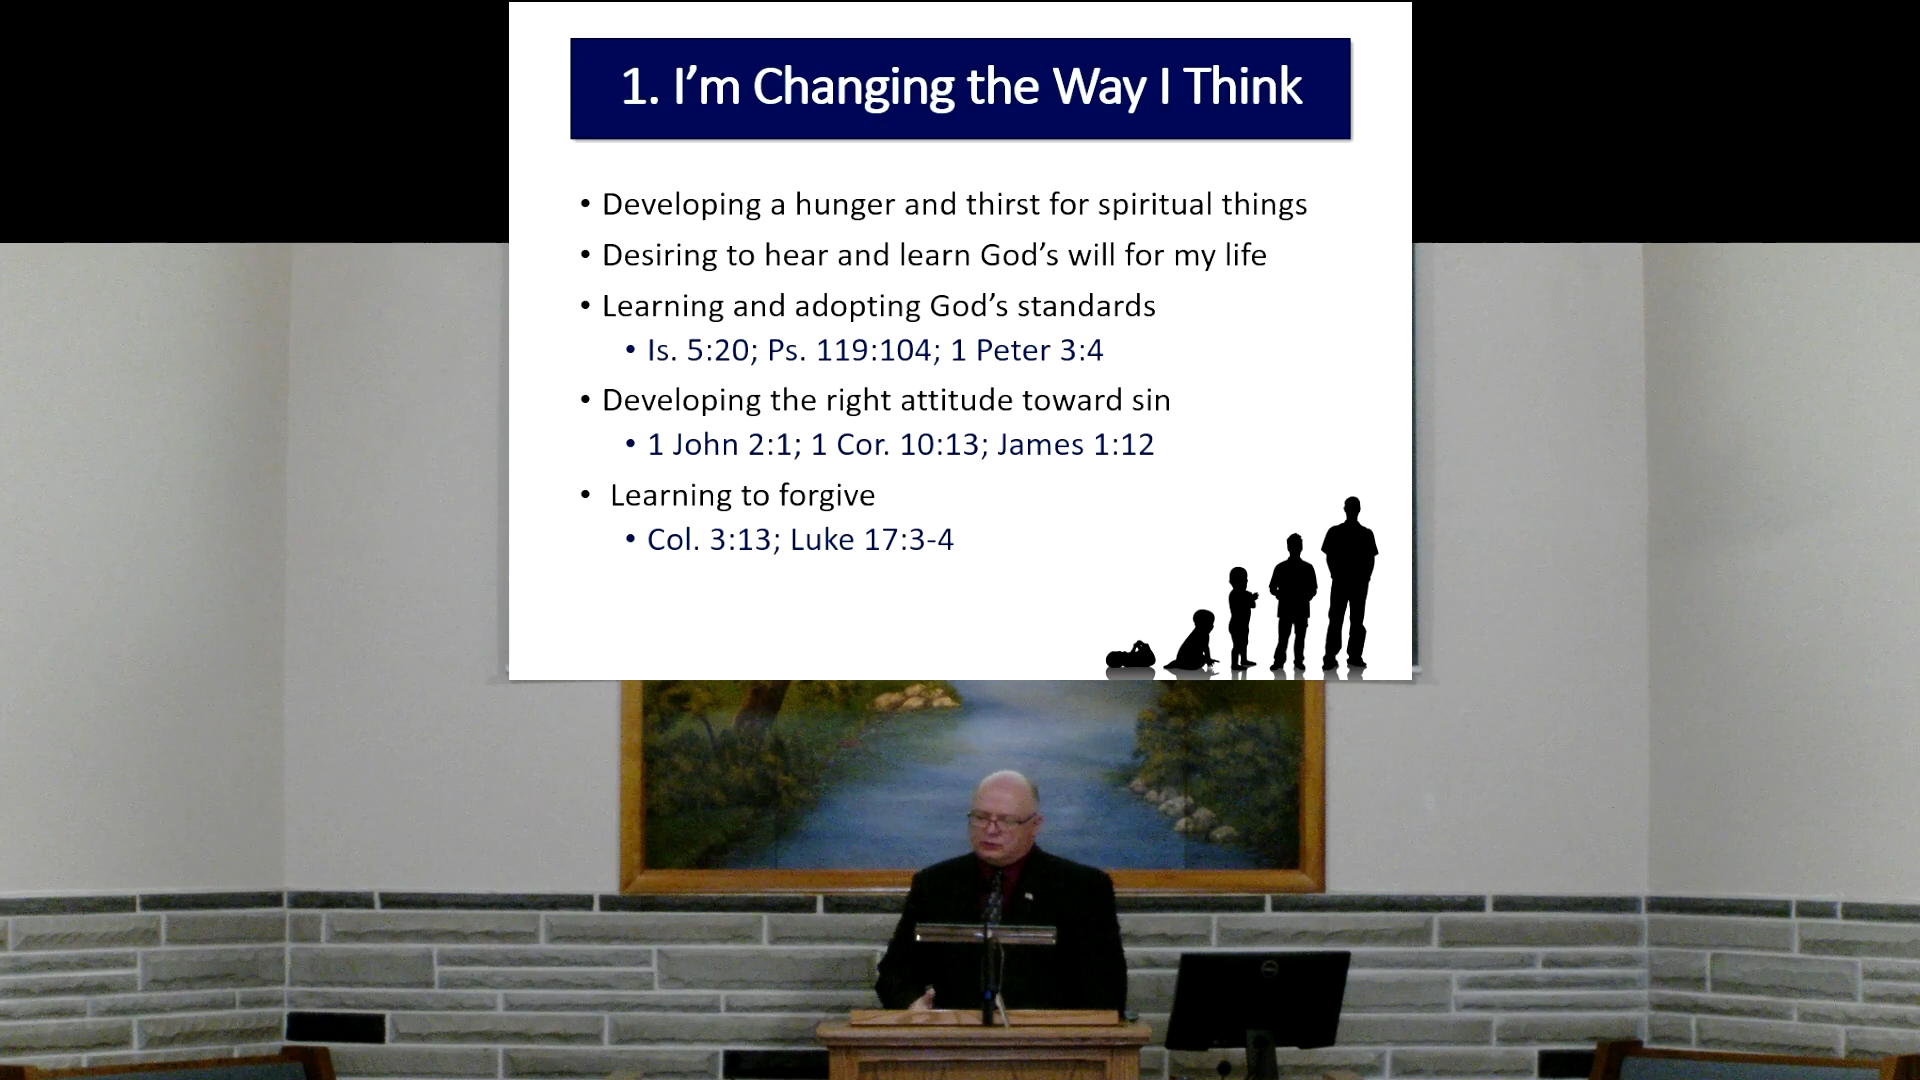 1. I’m Changing the Way I Think
• Developing a hunger and thirst for spiritual things
• Desiring to hear and learn God’s will for my life
• Learning and adopting God’s standards
• Is. 5:20; Ps. 119:104; 1 Peter 3:4
• Developing the right attitude toward sin
• 1 John 2:1; 1 Cor. 10:13; James 1:12
• Learning to forgive
• Col. 3:13; Luke 17:3-4
DELL